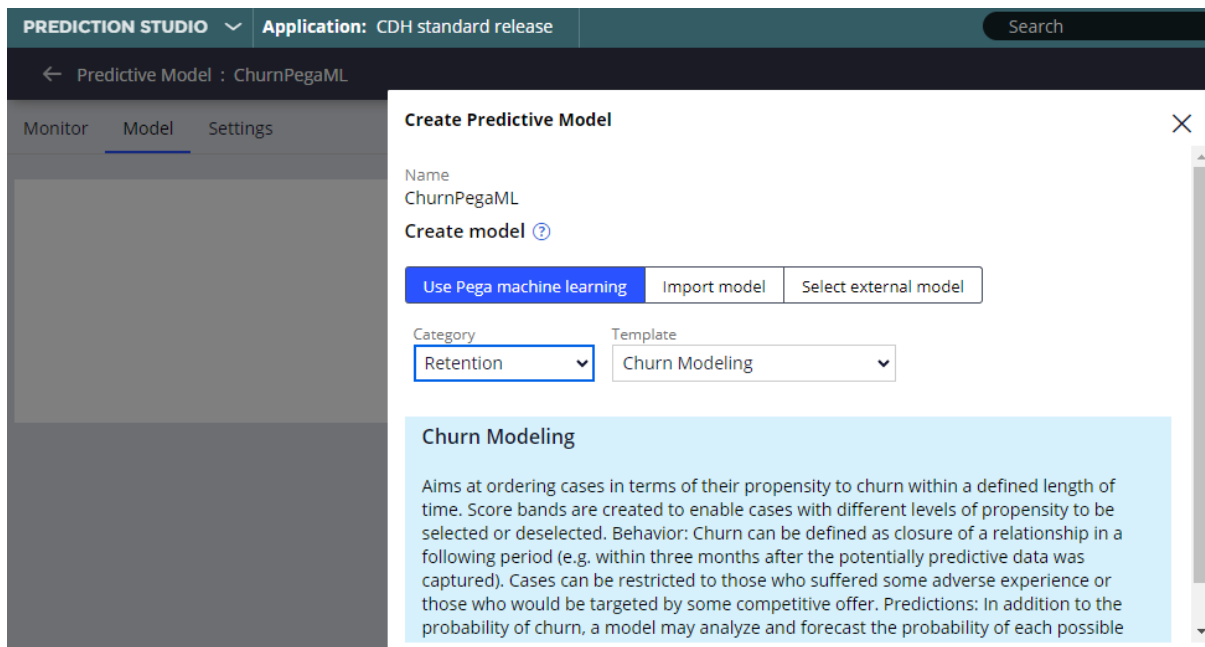 PREDICTION STUDIO Application: CDH standard release Search
Predictive Model : ChurnPegaML
Monitor Model Settings
Create Predictive Model
Name
ChurnPegaML
Create model ?
Use Pega machine learning Import model Select external model
Category Template
Retention Churn Modeling
Churn Modeling
Aims at ordering cases in terms of their propensity to churn within a defined length of
time. Score bands are created to enable cases with different levels of propensity to be
selected or deselected. Behavior: Churn can be defined as closure of a relationship in a
following period (e.g. within three months after the potentially predictive data was
captured). Cases can be restricted to those who suffered some adverse experience or
those who would be targeted by some competitive offer. Predictions: In addition to the
probability of churn, a model may analyze and forecast the probability of each possible